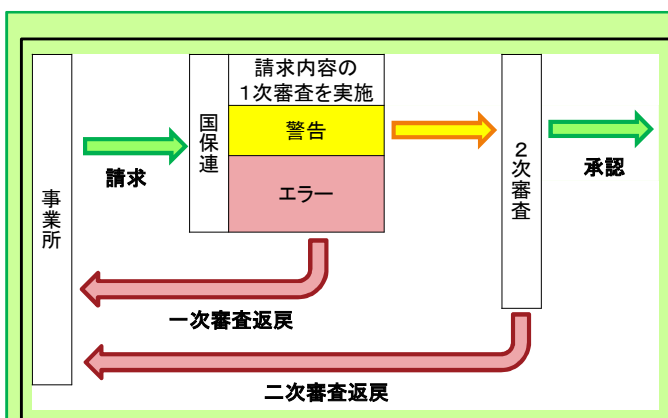 事業所
請求
国保連
請求内容の
1次審査を実施
警告
エラー
2次審査
承認
一次審査返戻
二次審査返戻